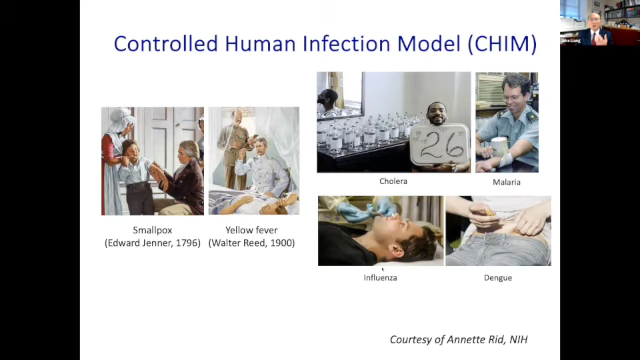 Controlled Human Infection Model (CHIM)
26
Cholera
Malaria
Smallpox
(Edward Jenner, 1796)
Yellow fever
(Walter Reed, 1900)
Influenza
Dengue
Courtesy of Annette Rid, NIH